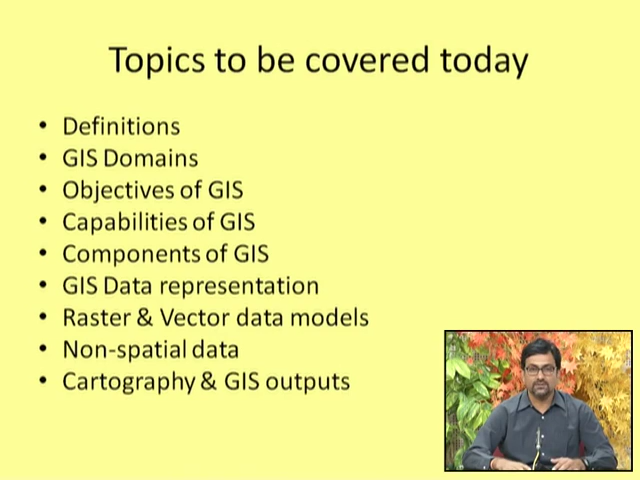 Topics to be covered today
• Definitions
• GIS Domains
• Objectives of GIS
• Capabilities of GIS
• Components of GIS
• GIS Data representation
• Raster & Vector data models
• Non-spatial data
• Cartography & GIS outputs